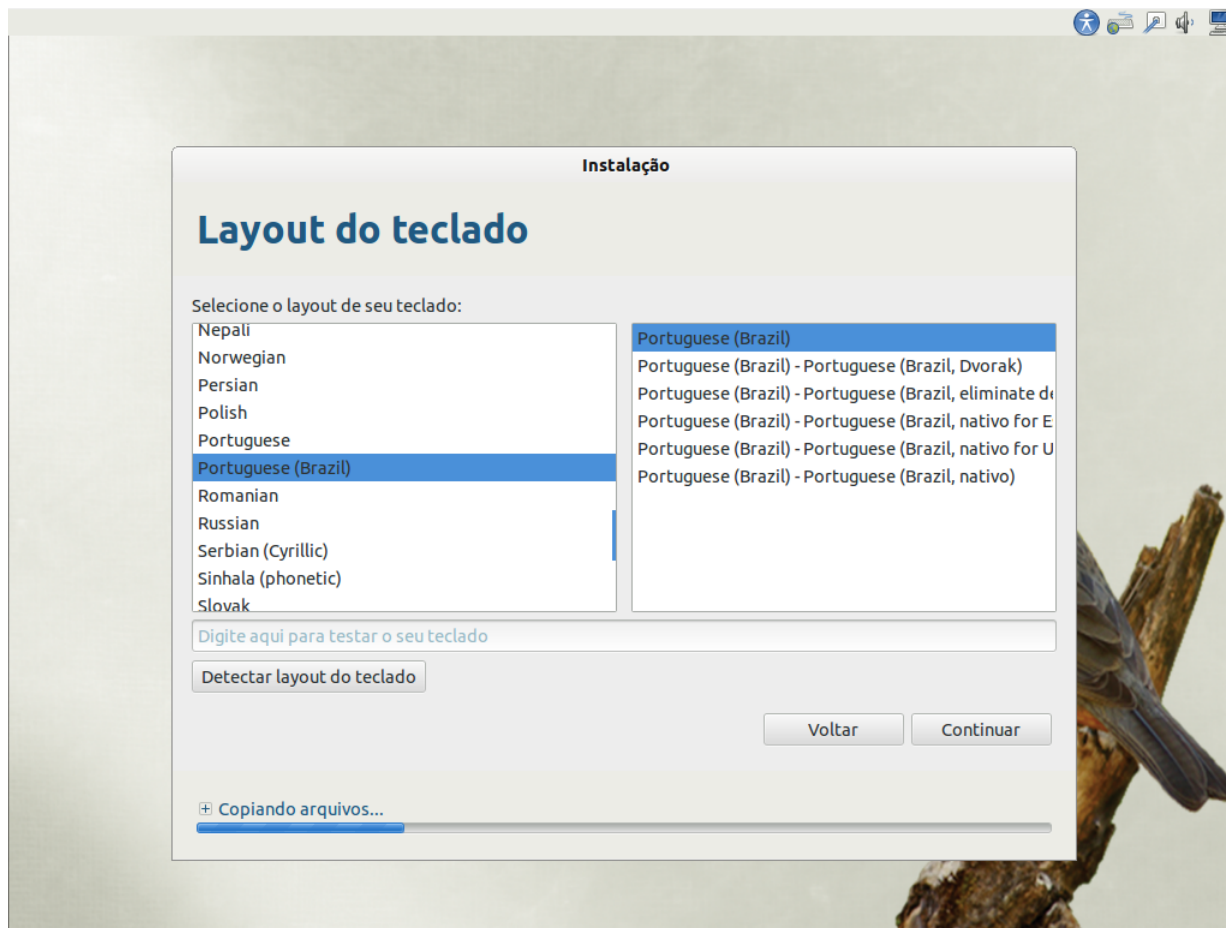 Instalação
Layout do teclado
Selecione o layout de seu teclado:
Nepali
Norwegian
Persian
Polish
Portuguese
Portuguese (Brazil)
Romanian
Russian
Serbian (Cyrillic)
Sinhala (phonetic)
Slovak
Portuguese (Brazil)
Portuguese (Brazil) - Portuguese (Brazil, Dvorak)
Portuguese (Brazil) - Portuguese (Brazil, eliminate
Portuguese (Brazil) - Portuguese (Brazil, nativo for
Portuguese (Brazil) - Portuguese (Brazil, nativo for
Portuguese (Brazil) - Portuguese (Brazil, nativo)
Digite aqui para testar o seu teclado
Detectar layout do teclado
Voltar
Continuar
Copiando arquivos...